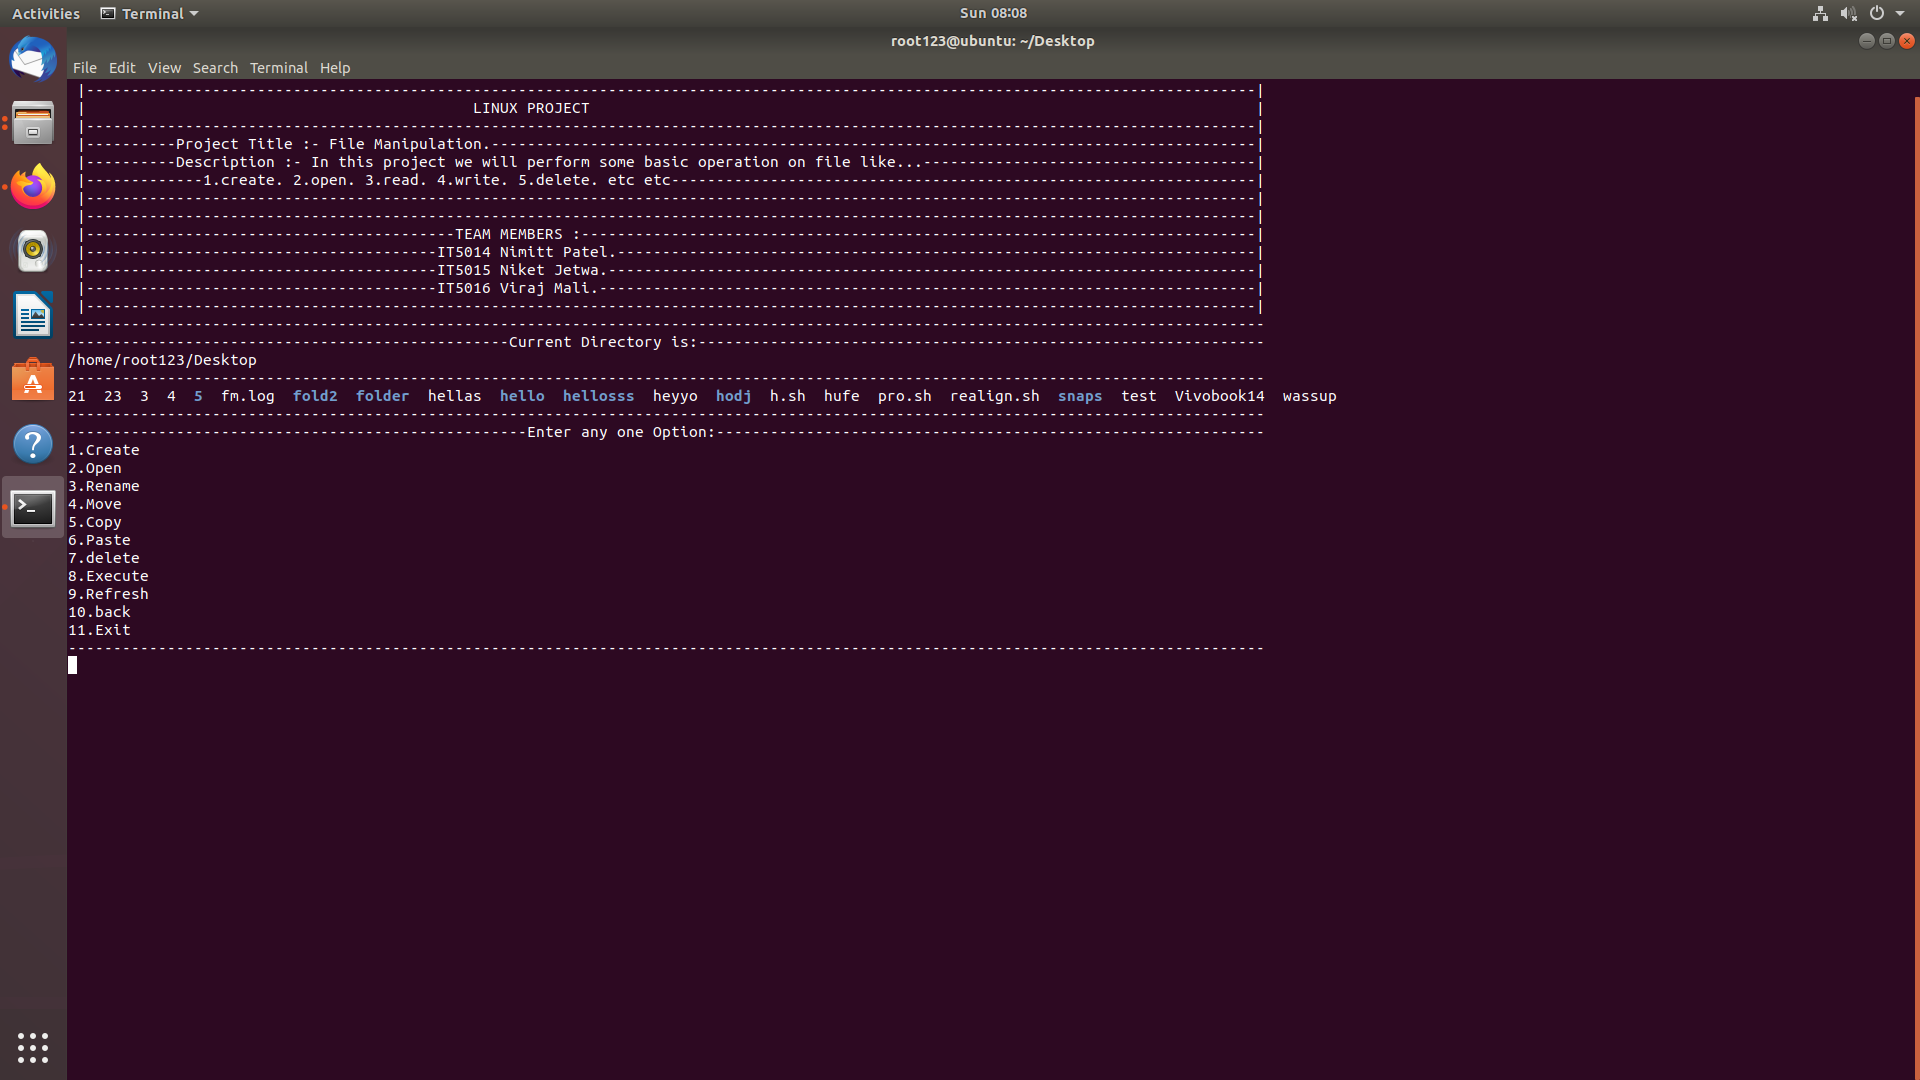 Activities Terminal Sun 08:08
root123@ubuntu: ~/Desktop
File Edit View Search Terminal Help
|----------------------------------------------------------------------------------------------------------------------------------|
| LINUX PROJECT |
|----------------------------------------------------------------------------------------------------------------------------------|
|----------Project Title :- File Manipulation.-------------------------------------------------------------------------------------|
|----------Description :- In this project we will perform some basic operation on file like...-------------------------------------|
|-------------1.create. 2.open. 3.read. 4.write. 5.delete. etc etc-----------------------------------------------------------------|
|----------------------------------------------------------------------------------------------------------------------------------|
|----------------------------------------------------------------------------------------------------------------------------------|
|-----------------------------------------TEAM MEMBERS :---------------------------------------------------------------------------|
|---------------------------------------IT5014 Nimitt Patel.-----------------------------------------------------------------------|
|---------------------------------------IT5015 Niket Jetwa.------------------------------------------------------------------------|
|---------------------------------------IT5016 Viraj Mali.-------------------------------------------------------------------------|
|----------------------------------------------------------------------------------------------------------------------------------|
-------------------------------------------------------------------------------------------------------------------------------------
-------------------------------------------------Current Directory is:---------------------------------------------------------------
/home/root123/Desktop
-------------------------------------------------------------------------------------------------------------------------------------
21 23 3 4 5 fm.log fold2 folder hellas hello hellosss heyyo hodj h.sh hufe pro.sh realign.sh snaps test Vivobook14 wassup
-------------------------------------------------------------------------------------------------------------------------------------
---------------------------------------------------Enter any one Option:-------------------------------------------------------------
1.Create
2.Open
3.Rename
4.Move
5.Copy
6.Paste
7.delete
8.Execute
9.Refresh
10.back
11.Exit
-------------------------------------------------------------------------------------------------------------------------------------